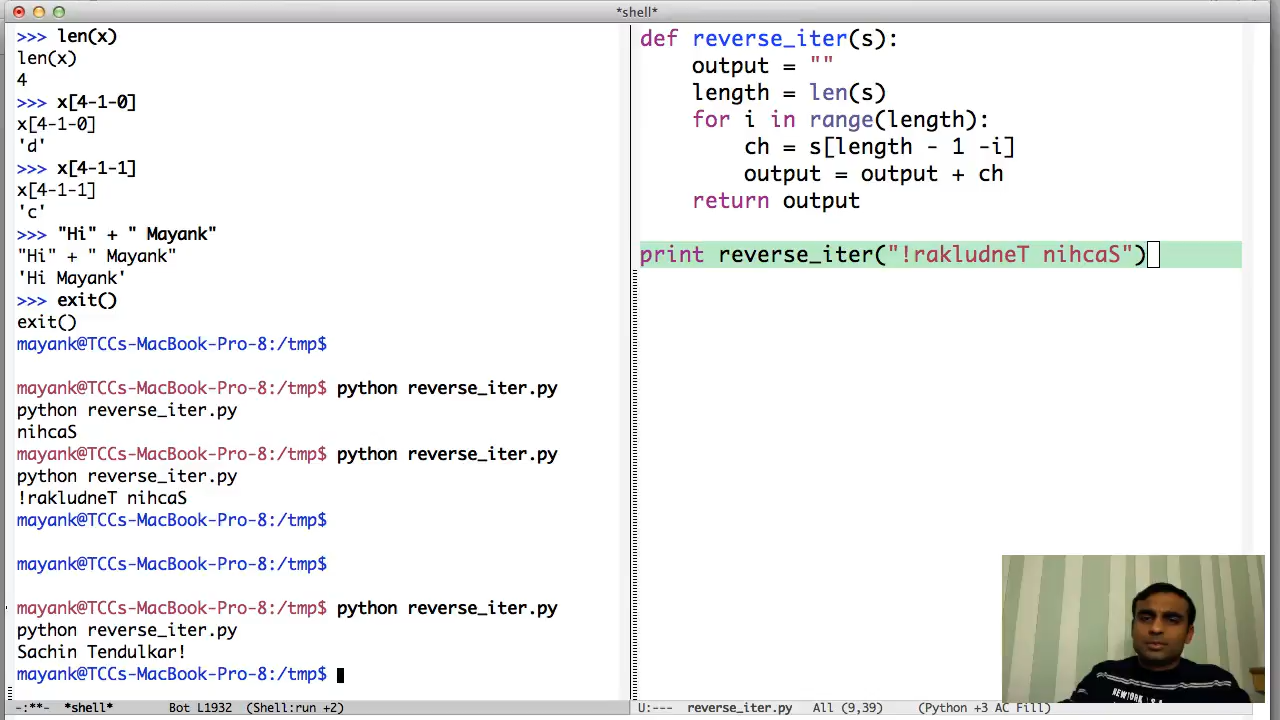 *shell*
>>> len(x)
len(x)
4
>>> x[4-1-0]
x[4-1-0]
'd'
>>> x[4-1-1]
x[4-1-1]
'c'
>>> "Hi" + " Mayank"
"Hi" + " Mayank"
'Hi Mayank'
>>> exit()
exit()
mayank@TCCs-MacBook-Pro-8:/tmp$
mayank@TCCs-MacBook-Pro-8:/tmp$ python reverse_iter.py
python reverse_iter.py
nihcaS
mayank@TCCs-MacBook-Pro-8:/tmp$ python reverse_iter.py
python reverse_iter.py
!rakludneT nihcaS
mayank@TCCs-MacBook-Pro-8:/tmp$
mayank@TCCs-MacBook-Pro-8:/tmp$
mayank@TCCs-MacBook-Pro-8:/tmp$ python reverse_iter.py
python reverse_iter.py
Sachin Tendulkar!
mayank@TCCs-MacBook-Pro-8:/tmp$
-:**-  *shell*  Bot L1932  (Shell:run +2)
def reverse_iter(s):
    output = ""
    length = len(s)
    for i in range(length):
        ch = s[length - 1 -i]
        output = output + ch
    return output
print reverse_iter("!rakludneT nihcaS")
U:---  reverse_iter.py  All (9,39)  (Python +3 AC Fill)